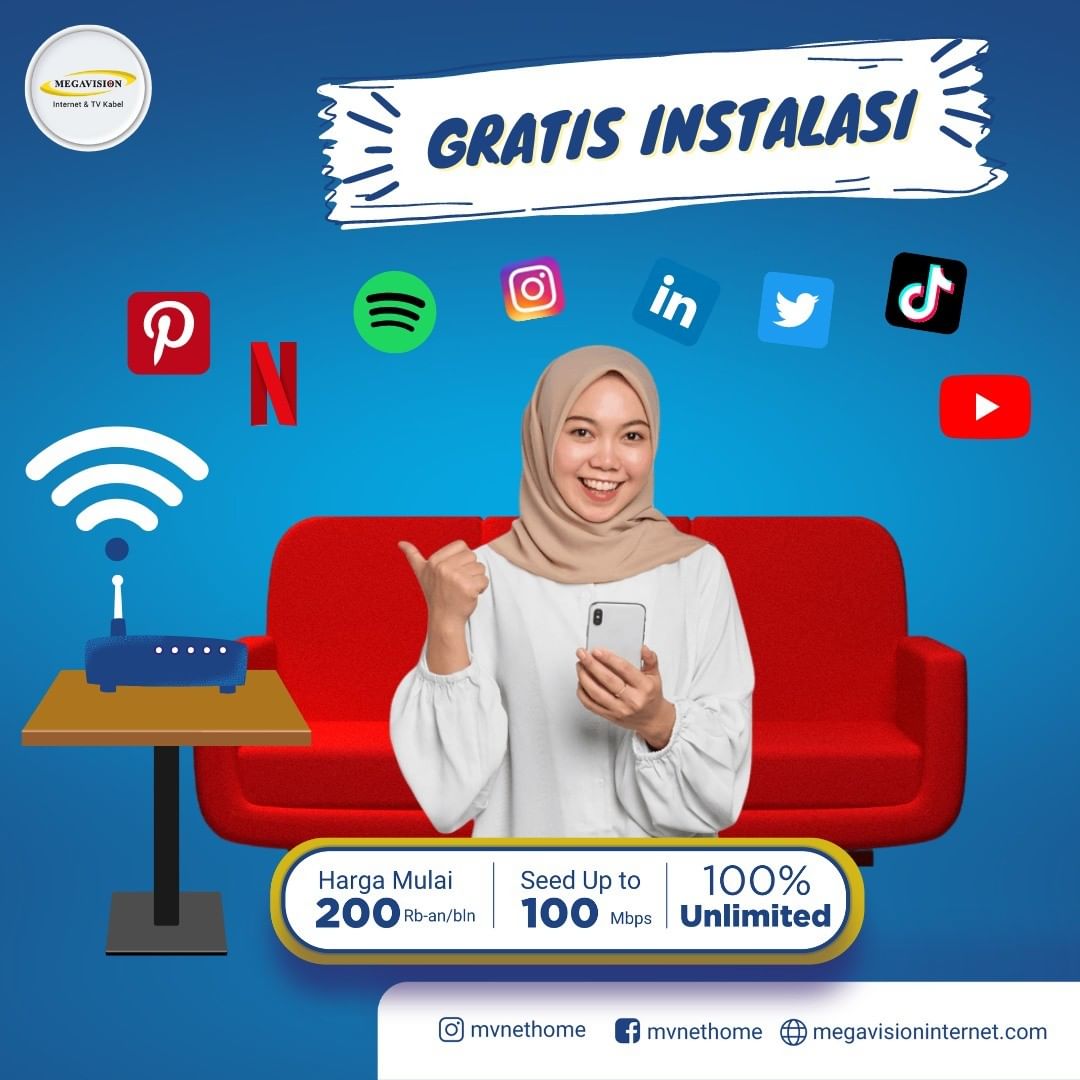 MEGAVISION
Internet & TV Kabel
GRATIS INSTALASI
in
Harga Mulai
200 Rb-an/bln
Seed Up to
100 Mbps
100%
Unlimited
mvnethome
mvnethome
megavisioninternet.com